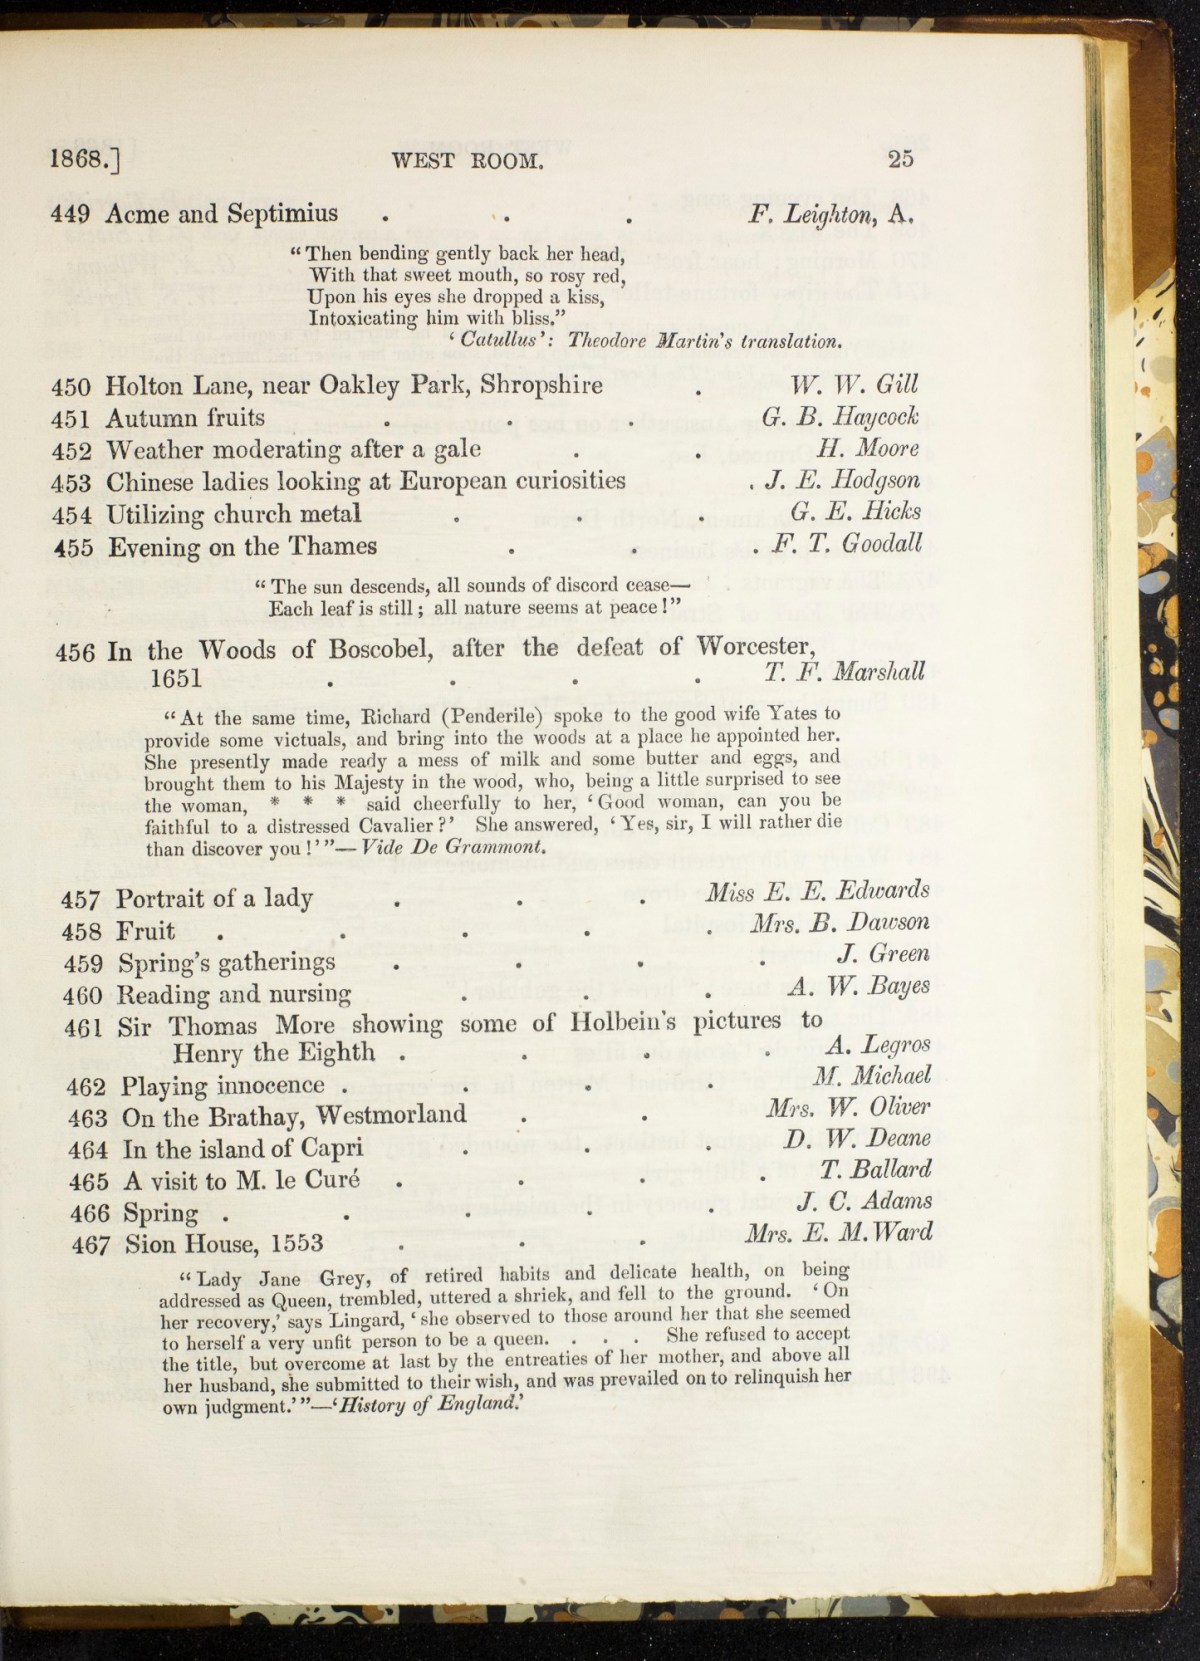 1868.] WEST ROOM. 25
449 Acme and Septimius . . . F. Leighton, A.
“Then bending gently back her head,
With that sweet mouth, so rosy red,
Upon his eyes she dropped a kiss,
Intoxicating him with bliss.”
‘Catullus’: Theodore Martin's translation.
450 Holton Lane, near Oakley Park, Shropshire . W. W. Gill
451 Autumn fruits . . . G. B. Haycock
452 Weather moderating after a gale . . H. Moore
453 Chinese ladies looking at European curiosities . J. E. Hodgson
454 Utilizing church metal . . . G. E. Hicks
455 Evening on the Thames . . . F. T. Goodall
“The sun descends, all sounds of discord cease—
Each leaf is still; all nature seems at peace!”
456 In the Woods of Boscobel, after the defeat of Worcester,
1651 . . . . T. F. Marshall
“At the same time, Richard (Penderile) spoke to the good wife Yates to
provide some victuals, and bring into the woods at a place he appointed her.
She presently made ready a mess of milk and some butter and eggs, and
brought them to his Majesty in the wood, who, being a little surprised to see
the woman, * * * said cheerfully to her, ‘Good woman, can you be
faithful to a distressed Cavalier?’ She answered, ‘Yes, sir, I will rather die
than discover you!’”—Vide De Grammont.
457 Portrait of a lady . . . Miss E. E. Edwards
458 Fruit . . . . . Mrs. B. Dawson
459 Spring's gatherings . . . . J. Green
460 Reading and nursing . . . A. W. Bayes
461 Sir Thomas More showing some of Holbein's pictures to
Henry the Eighth . . . . A. Legros
462 Playing innocence . . . . M. Michael
463 On the Brathay, Westmorland . . Mrs. W. Oliver
464 In the island of Capri . . . D. W. Deane
465 A visit to M. le Curé . . . . T. Ballard
466 Spring . . . . . J. C. Adams
467 Sion House, 1553 . . . Mrs. E. M. Ward
“Lady Jane Grey, of retired habits and delicate health, on being
addressed as Queen, trembled, uttered a shriek, and fell to the ground. ‘On
her recovery,’ says Lingard, ‘she observed to those around her that she seemed
to herself a very unfit person to be a queen. . . . She refused to accept
the title, but overcome at last by the entreaties of her mother, and above all
her husband, she submitted to their wish, and was prevailed on to relinquish her
own judgment.’”—‘History of England.’